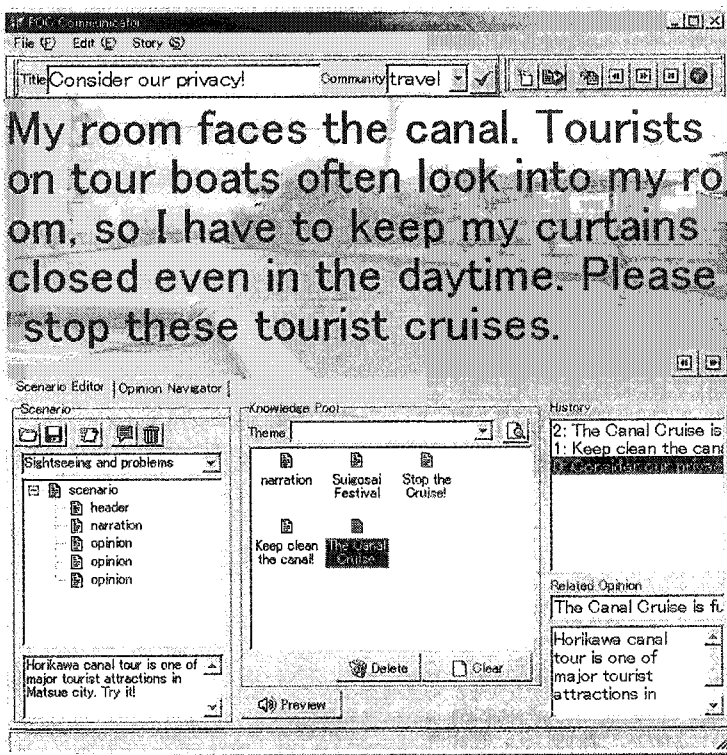 POC Communicator
File (F) Edit (E) Story (S)
Title Consider our privacy! Community travel
My room faces the canal. Tourists
on tour boats often look into my ro
om, so I have to keep my curtains
closed even in the daytime. Please
stop these tourist cruises.
Scenario Editor Opinion Navigator
Scenario
Sightseeing and problems
scenario
header
narration
opinion
opinion
opinion
Horikawa canal tour is one of
major tourist attractions in
Matsue city. Try it!
Knowledge Pool
Theme
narration Suigosai Stop the
Festival Cruise!
Keep clean The Canal
the canal! Cruise
Delete Clear
Preview
History
2: The Canal Cruise is
1: Keep clean the can
0: Consider our privac
Related Opinion
The Canal Cruise is fu
Horikawa canal
tour is one of
major tourist
attractions in